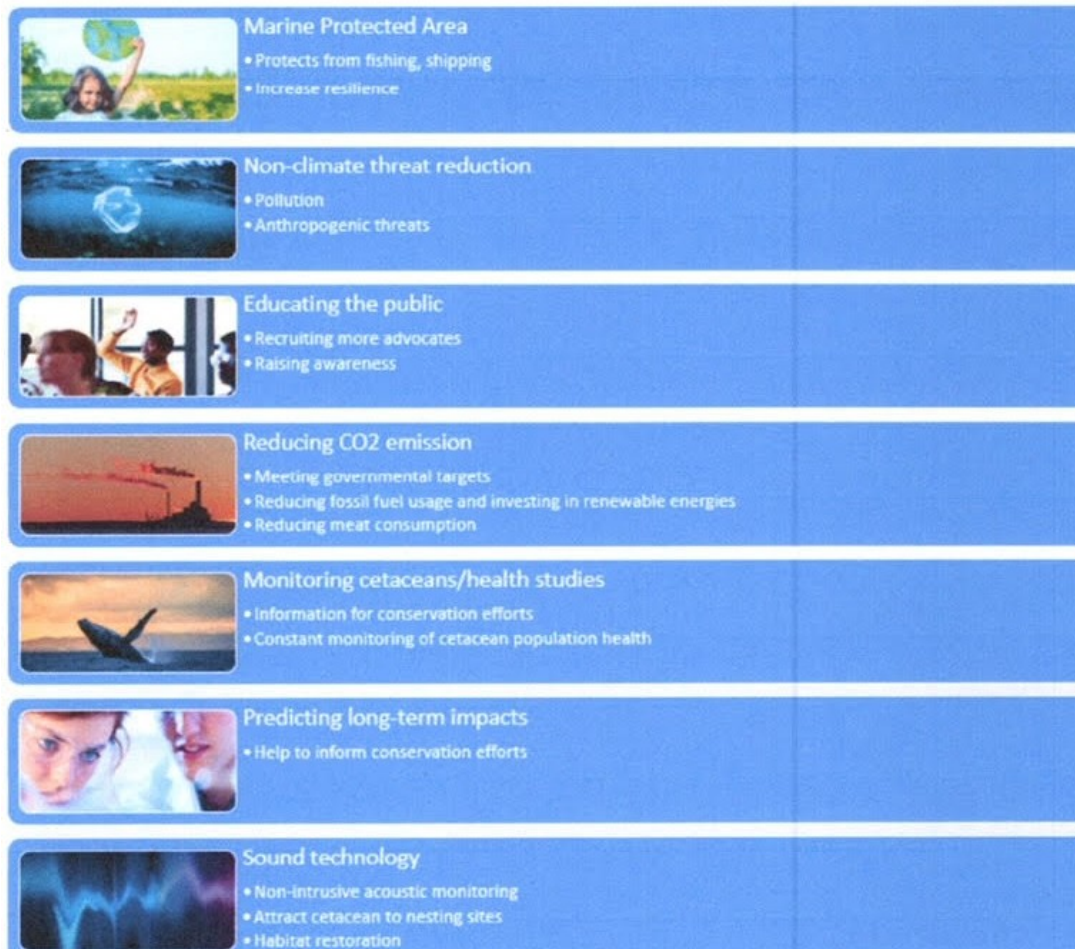 Marine Protected Area
• Protects from fishing, shipping
• Increase resilience
Non-climate threat reduction
• Pollution
• Anthropogenic threats
Educating the public
• Recruiting more advocates
• Raising awareness
Reducing CO2 emission
• Meeting governmental targets
• Reducing fossil fuel usage and investing in renewable energies
• Reducing meat consumption
Monitoring cetaceans/health studies
• Information for conservation efforts
• Constant monitoring of cetacean population health
Predicting long-term impacts
• Help to inform conservation efforts
Sound technology
• Non-intrusive acoustic monitoring
• Attract cetacean to nesting sites
• Habitat restoration